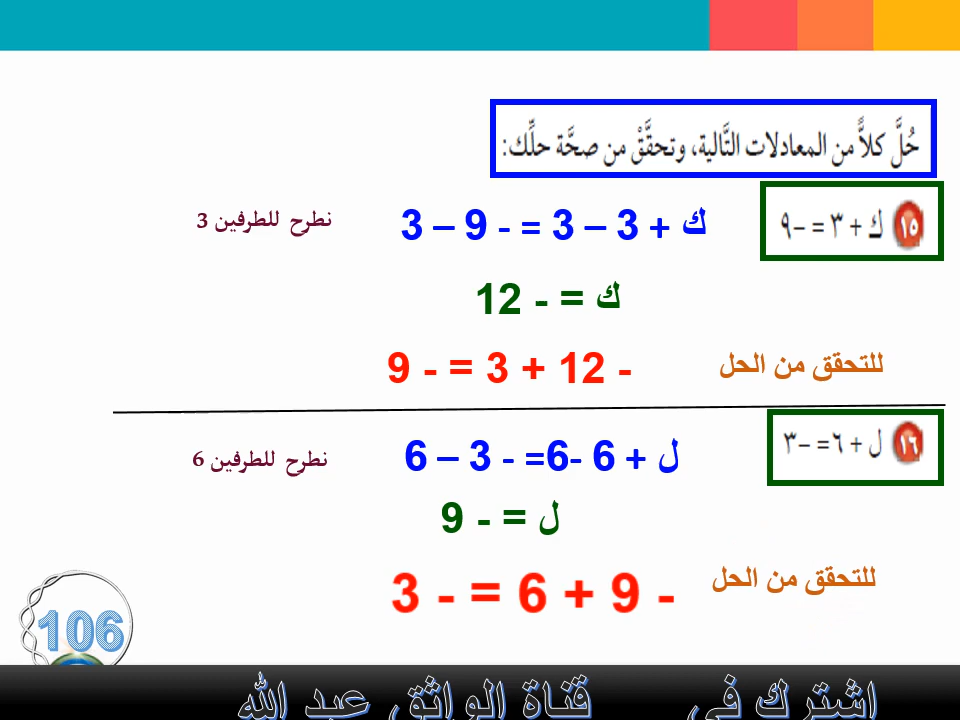 حُلَّ كلاًّ من المعادلات التَّالية، وتحقَّقْ من صحَّة حلِّك:
١٥ ك + ٣ = –٩
ك + 3 – 3 = - 9 – 3
نطرح للطرفين 3
ك = - 12
للتحقق من الحل
- 12 + 3 = - 9
١٦ ل + ٦ = –٣
ل + 6 -6= - 3 – 6
نطرح للطرفين 6
ل = - 9
للتحقق من الحل
- 9 + 6 = - 3
106
اشترك في قناة الواثق عبد الله